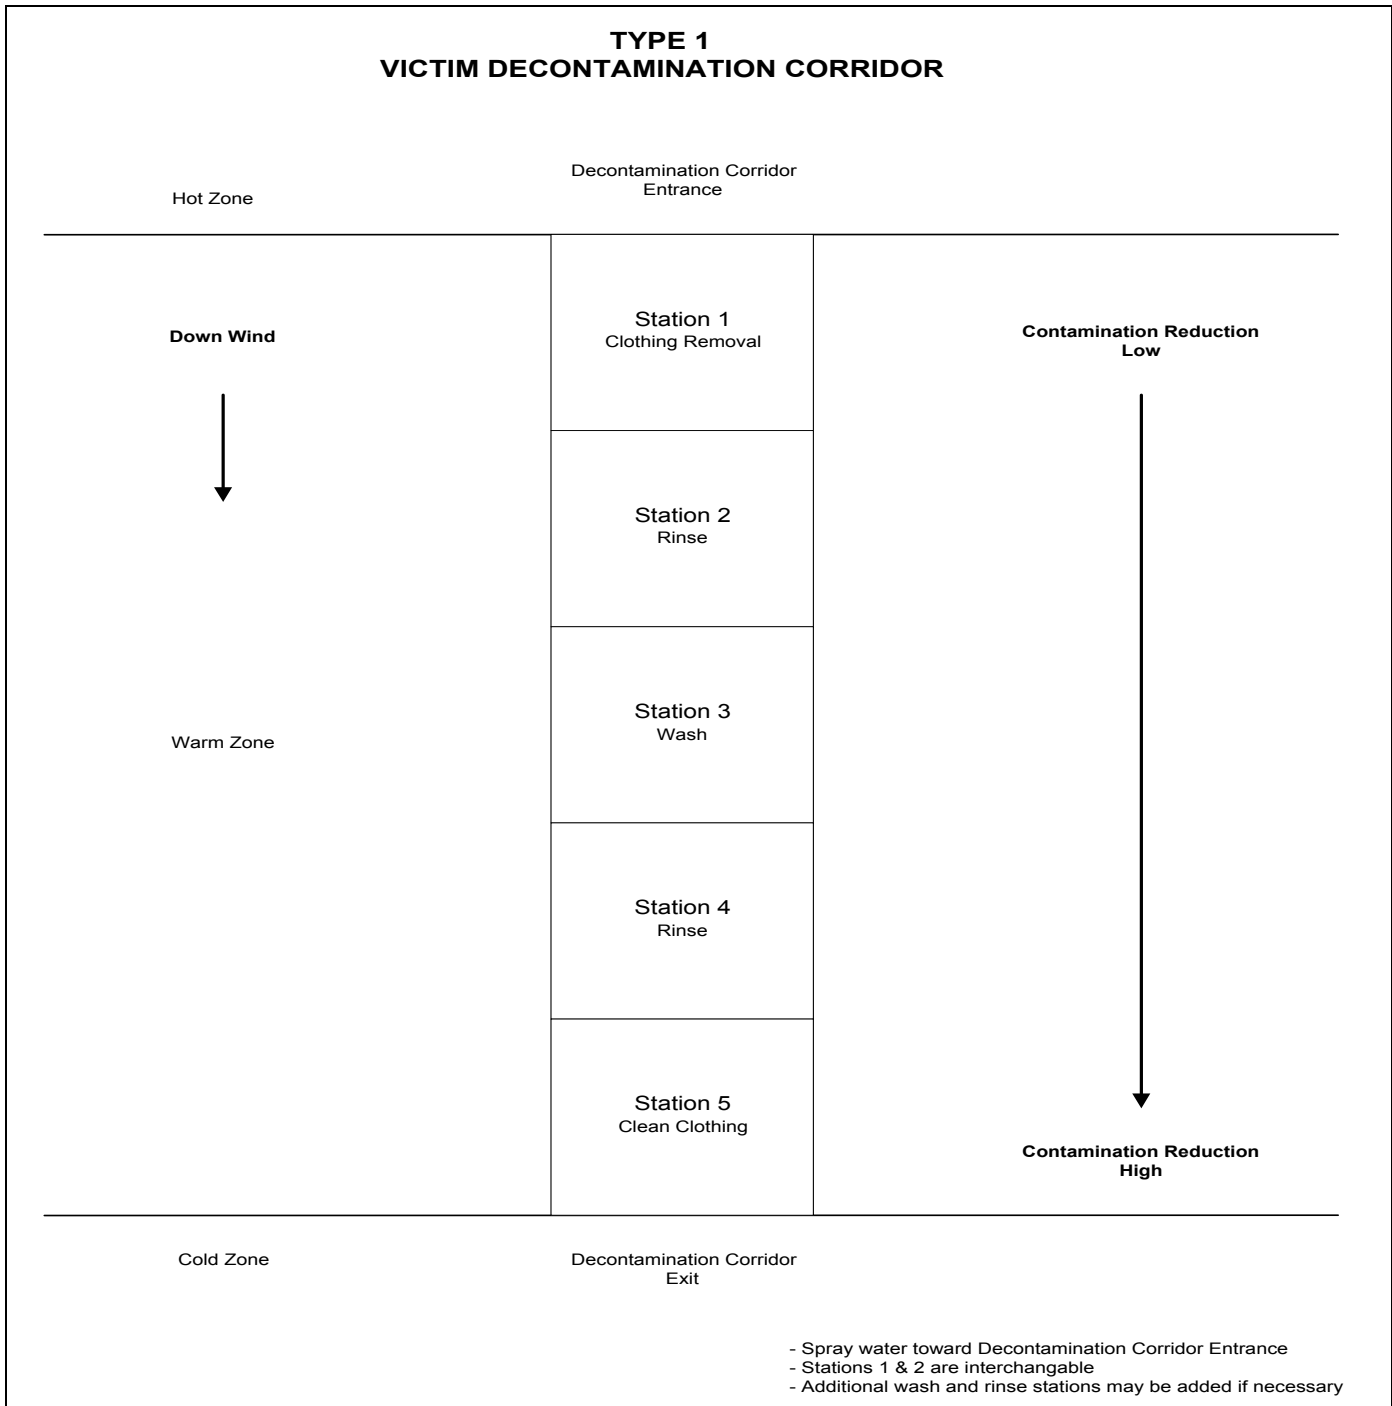 TYPE 1
VICTIM DECONTAMINATION CORRIDOR
Decontamination Corridor
Entrance
Hot Zone
Station 1
Clothing Removal
Down Wind
Contamination Reduction
Low
Station 2
Rinse
Station 3
Wash
Warm Zone
Station 4
Rinse
Station 5
Clean Clothing
Contamination Reduction
High
Cold Zone
Decontamination Corridor
Exit
- Spray water toward Decontamination Corridor Entrance
- Stations 1 & 2 are interchangable
- Additional wash and rinse stations may be added if necessary